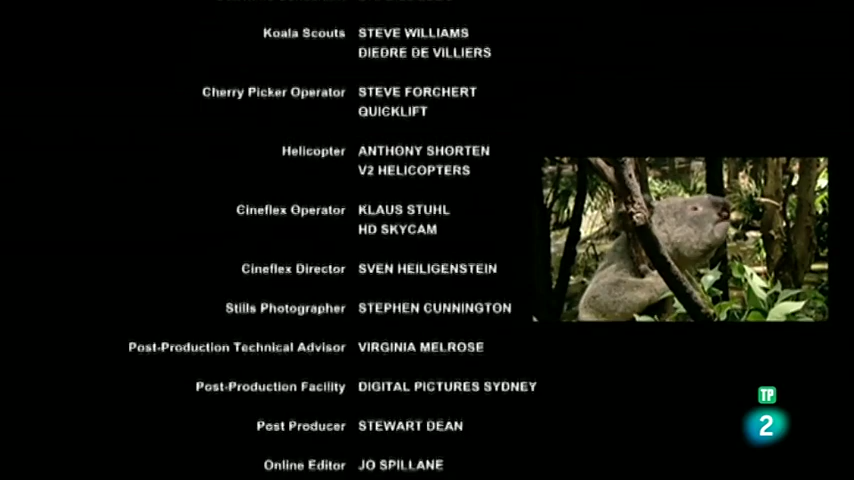 Koala Scouts STEVE WILLIAMS
DIEDRE DE VILLIERS
Cherry Picker Operator STEVE FORCHERT
QUICKLIFT
Helicopter ANTHONY SHORTEN
V2 HELICOPTERS
Cineflex Operator KLAUS STUHL
HD SKYCAM
Cineflex Director SVEN HEILIGENSTEIN
Stills Photographer STEPHEN CUNNINGTON
Post-Production Technical Advisor VIRGINIA MELROSE
Post-Production Facility DIGITAL PICTURES SYDNEY
TP
2
Post Producer STEWART DEAN
Online Editor JO SPILLANE